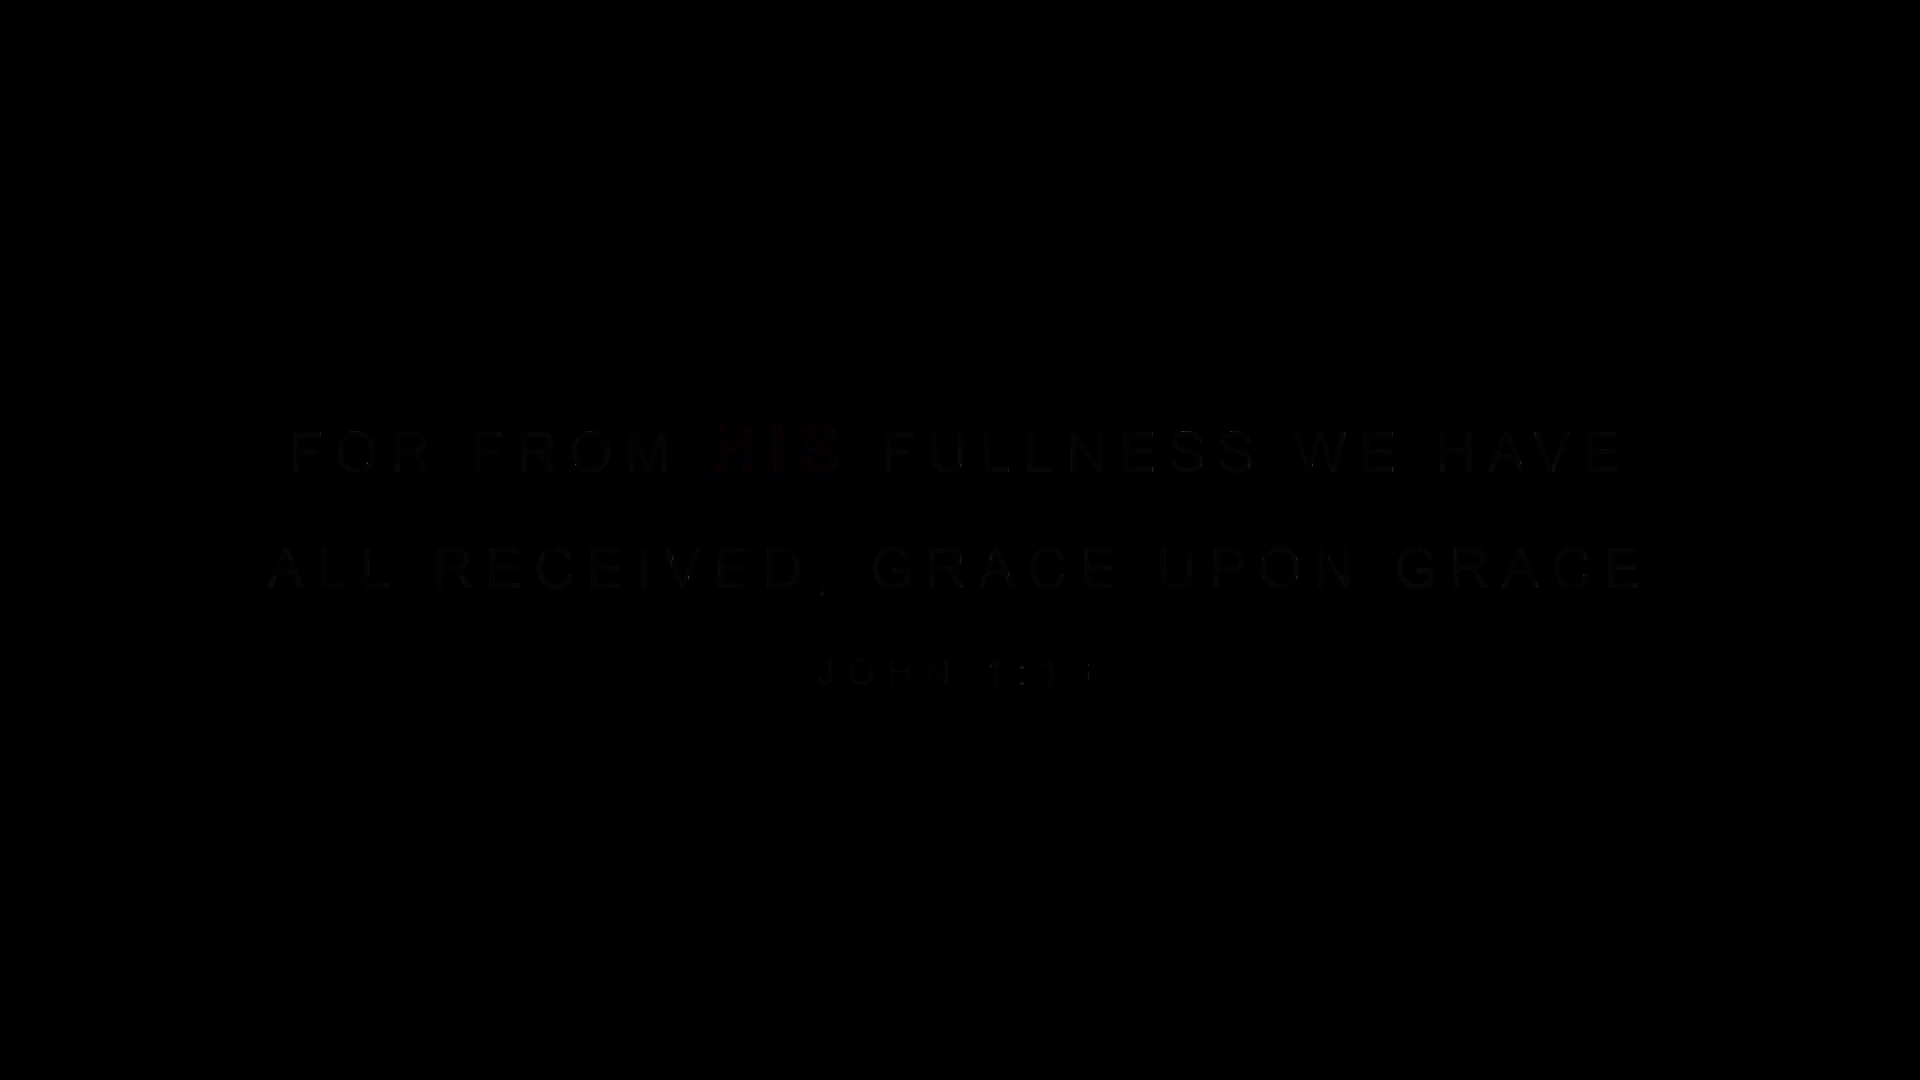 FOR FROM HIS FULLNESS WE HAVE
ALL RECEIVED, GRACE UPON GRACE
JOHN 1:16